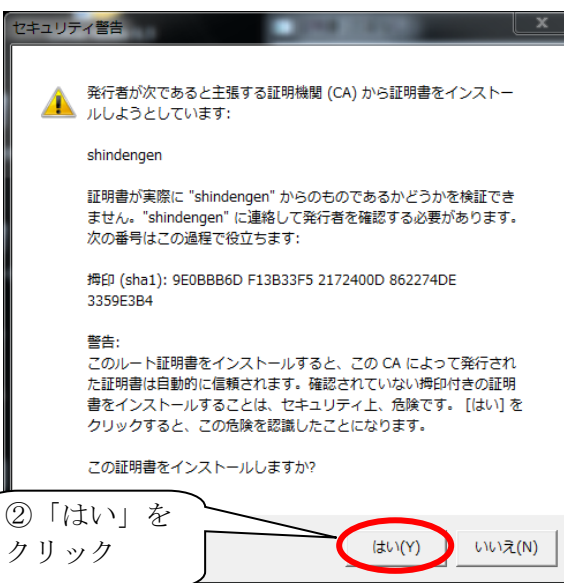 セキュリティ警告
発行者が次であると主張する証明機関 (CA) から証明書をインストー
ルしようとしています:
shindengen
証明書が実際に "shindengen" からのものであるかどうかを検証でき
ません。"shindengen" に連絡して発行者を確認する必要があります。
次の番号はこの過程で役立ちます:
拇印 (sha1): 9E0BBB6D F13B33F5 2172400D 862274DE
3359E3B4
警告:
このルート証明書をインストールすると、この CA によって発行され
た証明書は自動的に信頼されます。確認されていない拇印付きの証明
書をインストールすることは、セキュリティ上、危険です。 [はい] を
クリックすると、この危険を認識したことになります。
この証明書をインストールしますか?
②「はい」を
クリック
はい(Y)
いいえ(N)